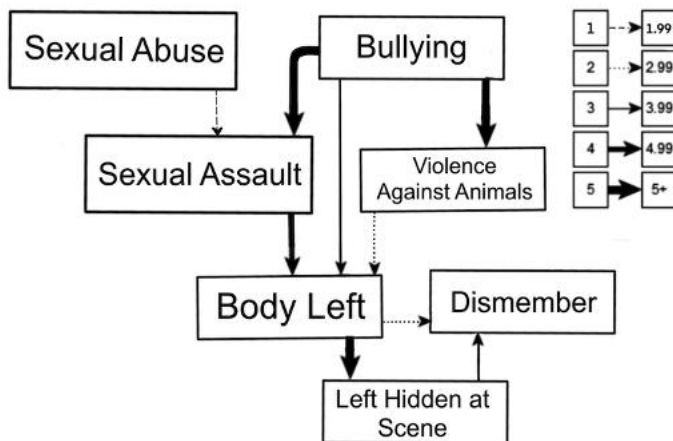 Sexual Abuse
Bullying
1
1.99
2
2.99
3
3.99
4
4.99
5
5+
Sexual Assault
Violence
Against Animals
Body Left
Dismember
Left Hidden at
Scene